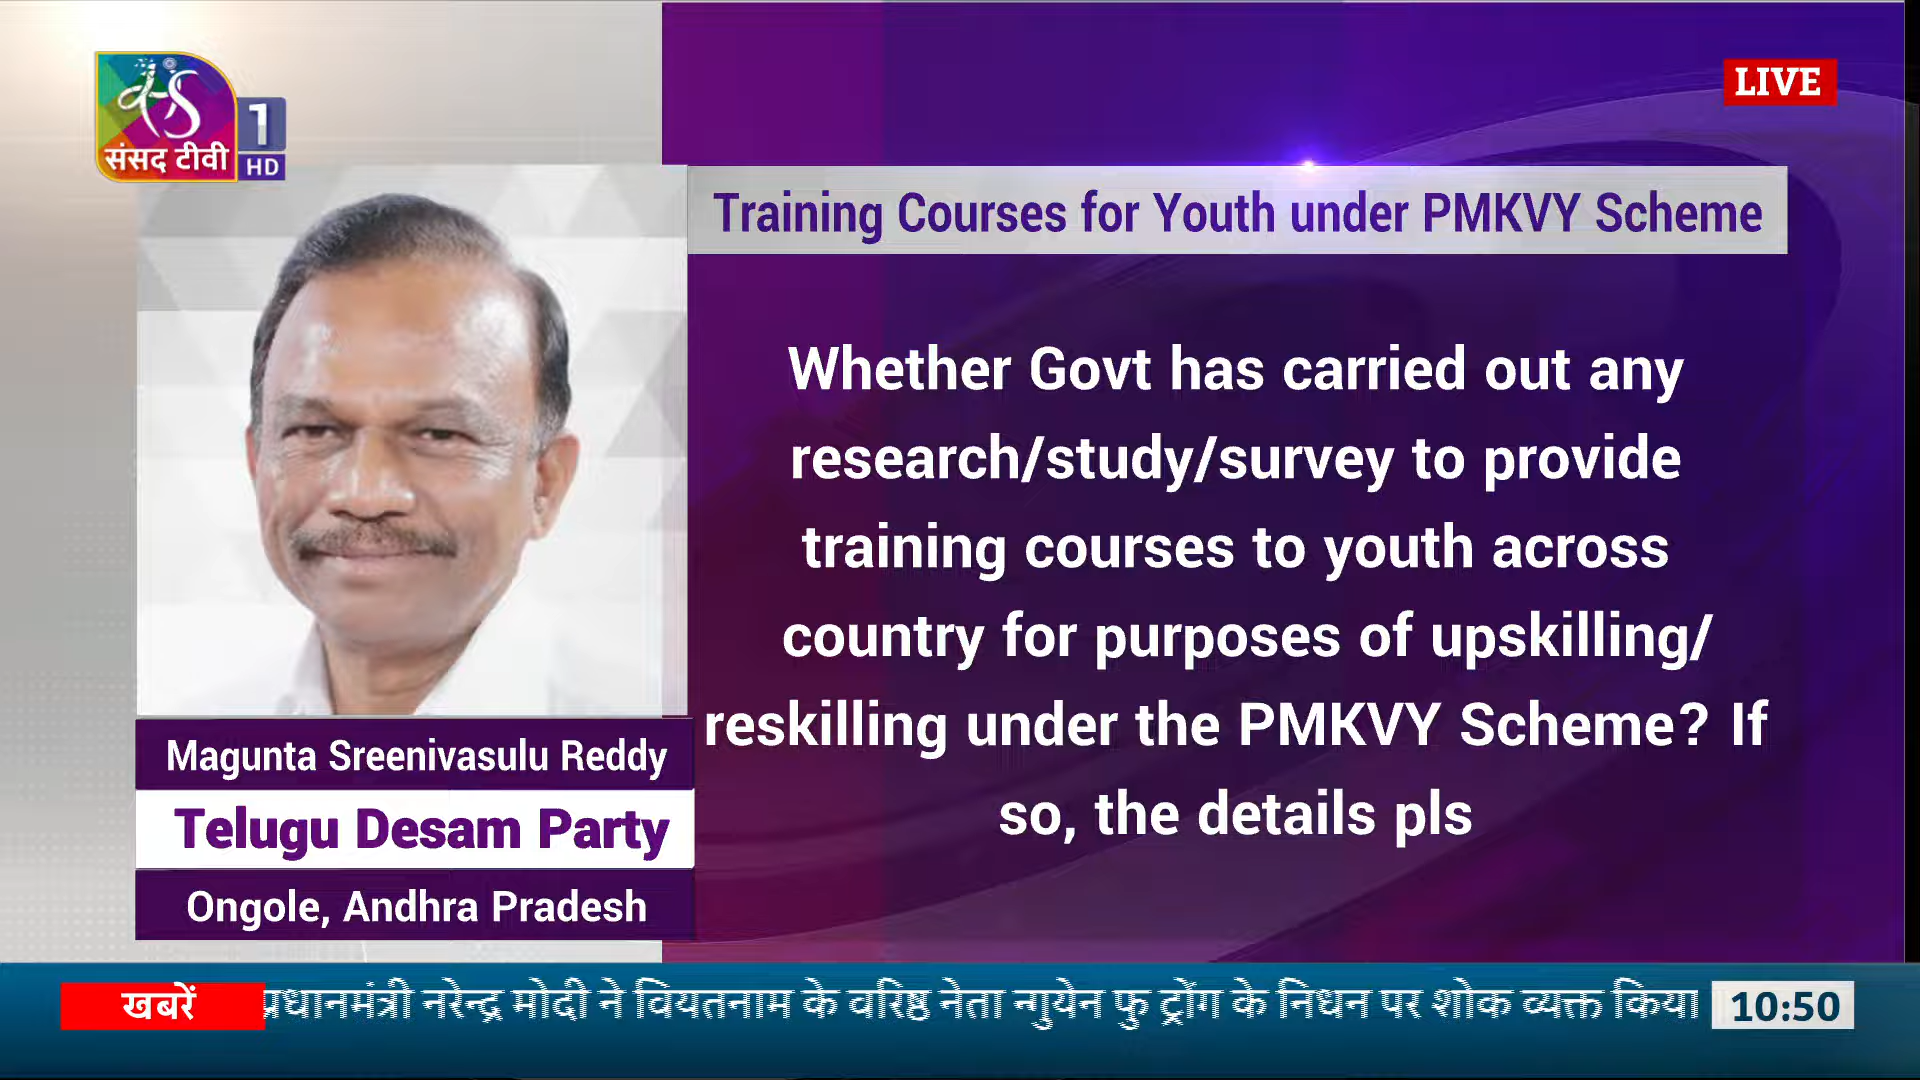 संसद टीवी
1
HD
LIVE
Training Courses for Youth under PMKVY Scheme
Whether Govt has carried out any
research/study/survey to provide
training courses to youth across
country for purposes of upskilling/
reskilling under the PMKVY Scheme? If
so, the details pls
Magunta Sreenivasulu Reddy
Telugu Desam Party
Ongole, Andhra Pradesh
खबरें
प्रधानमंत्री नरेन्द्र मोदी ने वियतनाम के वरिष्ठ नेता न्गुयेन फु ट्रोंग के निधन पर शोक व्यक्त किया
10:50